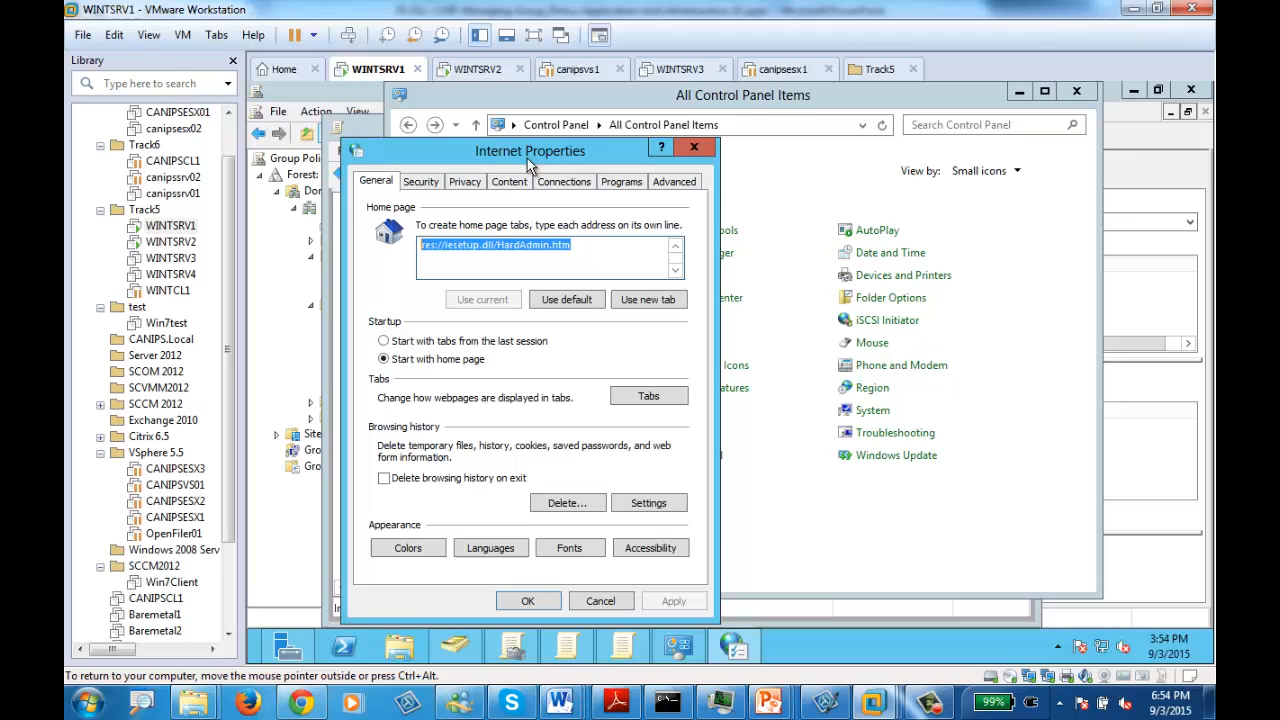 WINTSRV1 - VMware Workstation
File Edit View VM Tabs Help
Library
Type here to search
Home WINTSRV1 WINTSRV2 canipsvs1 WINTSRV3 canipsesx1 Track5
CANIPSESX01
canipsesx02
Track6
CANIPSCL1
canipssrv02
canipssrv01
Track5
WINTSRV1
WINTSRV2
WINTSRV3
WINTSRV4
WINTCL1
test
Win7test
CANIPS.Local
Server 2012
SCOM 2012
SCVMM2012
SCCM 2012
Exchange 2010
Citrix 6.5
VSphere 5.5
CANIPSESX3
CANIPSVS01
CANIPSESX2
CANIPSESX1
OpenFiler01
Windows 2008 Serv
SCCM2012
Win7Client
CANIPSCL1
Baremetal1
Baremetal2
File Action View
Group Poli
Forest:
Dor
Site
Gro
Gro
All Control Panel Items
Control Panel All Control Panel Items
Search Control Panel
View by: Small icons
ols
ger
enter
Icons
eatures
AutoPlay
Date and Time
Devices and Printers
Folder Options
iSCSI Initiator
Mouse
Phone and Modem
Region
System
Troubleshooting
Windows Update
Internet Properties
General Security Privacy Content Connections Programs Advanced
Home page
To create home page tabs, type each address on its own line.
res://iesetup.dll/HardAdmin.htm
Use current Use default Use new tab
Startup
Start with tabs from the last session
Start with home page
Tabs
Change how webpages are displayed in tabs.
Tabs
Browsing history
Delete temporary files, history, cookies, saved passwords, and web
form information.
Delete browsing history on exit
Delete... Settings
Appearance
Colors Languages Fonts Accessibility
OK Cancel Apply
3:54 PM
9/3/2015
To return to your computer, move the mouse pointer outside or press Ctrl+Alt.
99%
6:54 PM
9/3/2015